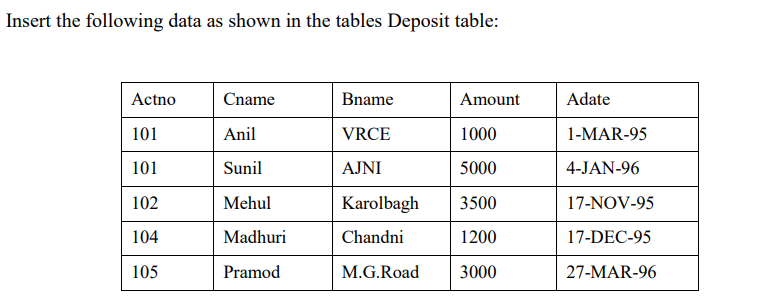 Insert the following data as shown in the tables Deposit table:
Actno Cname Bname Amount Adate
101 Anil VRCE 1000 1-MAR-95
101 Sunil AJNI 5000 4-JAN-96
102 Mehul Karolbagh 3500 17-NOV-95
104 Madhuri Chandni 1200 17-DEC-95
105 Pramod M.G.Road 3000 27-MAR-96